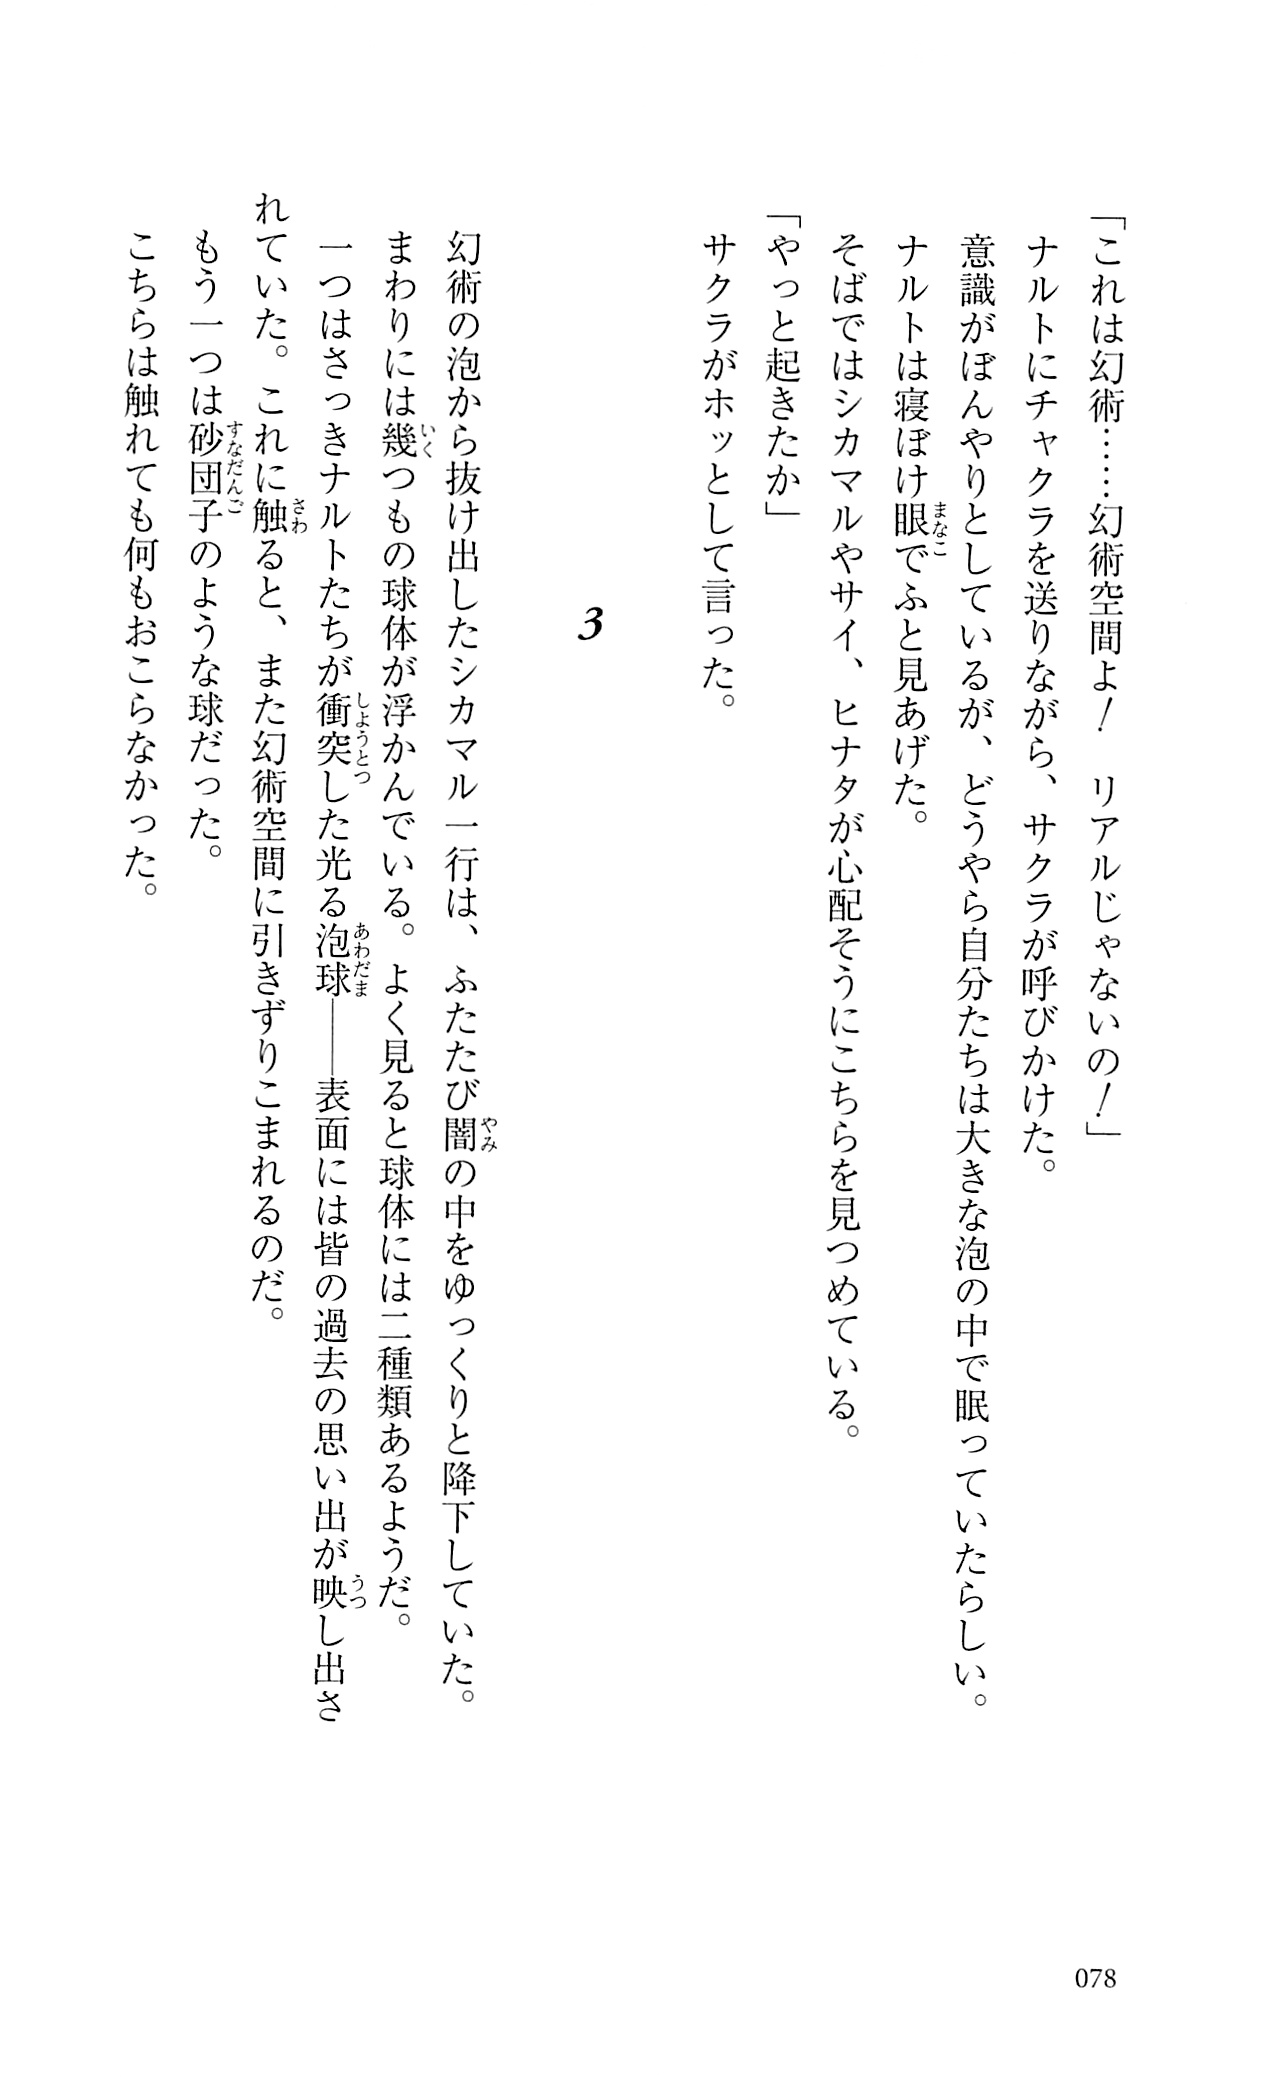 「これは幻術……幻術空間よ！　リアルじゃないの！」
ナルトにチャクラを送りながら、サクラが呼びかけた。
意識がぼんやりとしているが、どうやら自分たちは大きな泡の中で眠っていたらしい。
ナルトは寝ぼけ眼でふと見あげた。
そばではシカマルやサイ、ヒナタが心配そうにこちらを見つめている。
「やっと起きたか」
サクラがホッとして言った。
3
幻術の泡から抜け出したシカマル一行は、ふたたび闇の中をゆっくりと降下していた。
まわりには幾つもの球体が浮かんでいる。よく見ると球体には二種類あるようだ。
一つはさっきナルトたちが衝突した光る泡球――表面には皆の過去の思い出が映し出さ
れていた。これに触ると、また幻術空間に引きずりこまれるのだ。
もう一つは砂団子のような球だった。
こちらは触れても何もおこらなかった。
078